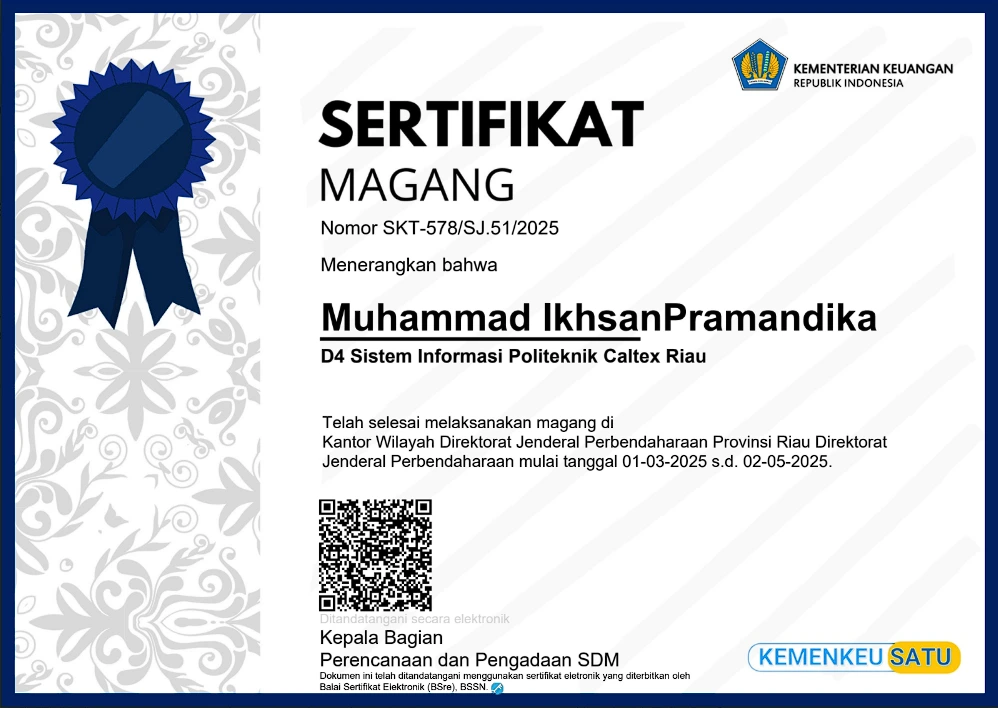 KEMENTERIAN KEUANGAN
REPUBLIK INDONESIA
SERTIFIKAT
MAGANG
Nomor SKT-578/SJ.51/2025
Menerangkan bahwa
Muhammad IkhsanPramandika
D4 Sistem Informasi Politeknik Caltex Riau
Telah selesai melaksanakan magang di
Kantor Wilayah Direktorat Jenderal Perbendaharaan Provinsi Riau Direktorat
Jenderal Perbendaharaan mulai tanggal 01-03-2025 s.d. 02-05-2025.
Ditandatangani secara elektronik
Kepala Bagian
Perencanaan dan Pengadaan SDM
Dokumen ini telah ditandatangani menggunakan sertifikat eletronik yang diterbitkan oleh
Balai Sertifikat Elektronik (BSre), BSSN.
KEMENKEU SATU